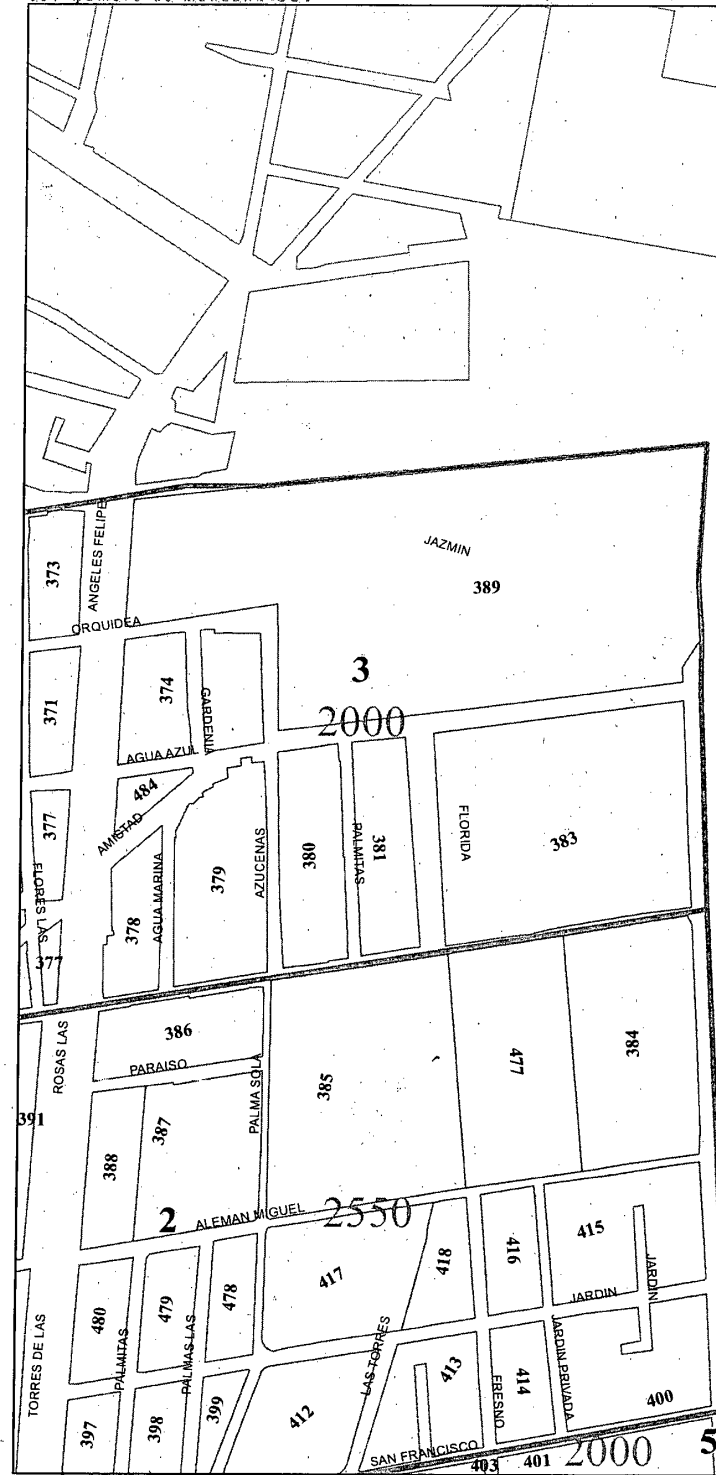 JAZMIN
389
373
ANGELES FELIPE
ORQUIDEA
3
2000
371
374
GARDENIA
AGUA AZUL
484
AMISTAD
377
FLORES LAS
377
378
AGUA MARINA
379
AZUCENAS
380
PALMITAS
381
FLORIDA
383
386
ROSAS LAS
PARAISO
PALMA SOLA
385
477
384
391
388
387
2
ALEMAN MIGUEL
2550
418
416
415
417
JARDIN
JARDIN
480
479
478
TORRES DE LAS
PALMITAS
PALMAS LAS
LAS TORRES
413
FRESNO
414
JARDIN PRIVADA
400
397
398
399
412
SAN FRANCISCO
403
401
2000
5